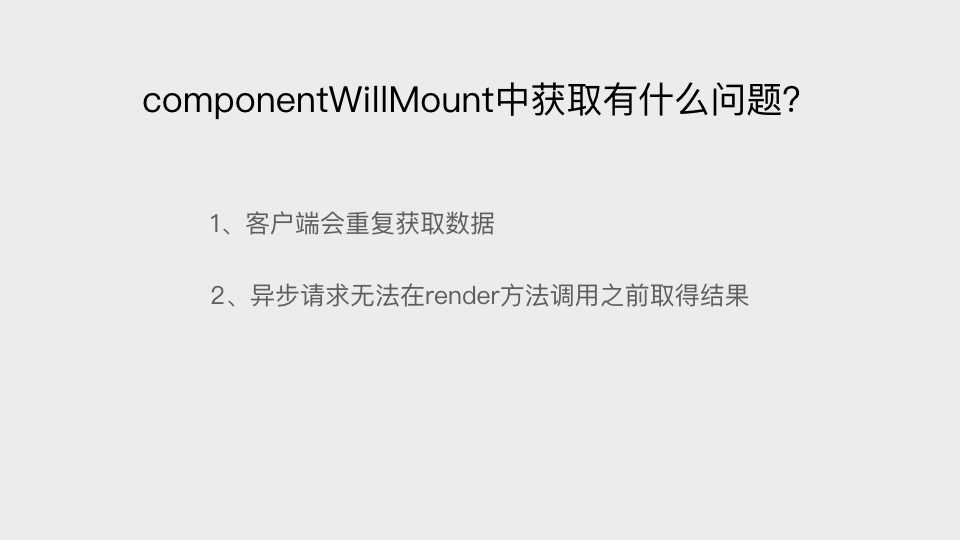 componentWillMount中获取有什么问题?
1、客户端会重复获取数据
2、异步请求无法在render方法调用之前取得结果